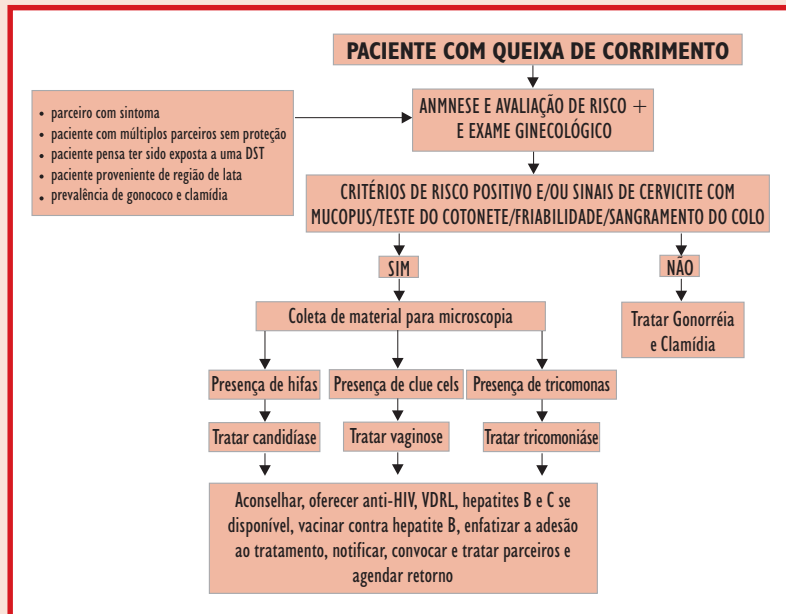 PACIENTE COM QUEIXA DE CORRIMENTO
• parceiro com sintoma
• paciente com múltiplos parceiros sem proteção
• paciente pensa ter sido exposta a uma DST
• paciente proveniente de região de lata
• prevalência de gonococo e clamídia
ANMNESE E AVALIAÇÃO DE RISCO +
E EXAME GINECOLÓGICO
CRITÉRIOS DE RISCO POSITIVO E/OU SINAIS DE CERVICITE COM
MUCOPUS/TESTE DO COTONETE/FRIABILIDADE/SANGRAMENTO DO COLO
SIM
NÃO
Coleta de material para microscopia
Tratar Gonorréia
e Clamídia
Presença de hifas
Presença de clue cels
Presença de tricomonas
Tratar candidíase
Tratar vaginose
Tratar tricomoniáse
Aconselhar, oferecer anti-HIV, VDRL, hepatites B e C se
disponível, vacinar contra hepatite B, enfatizar a adesão
ao tratamento, notificar, convocar e tratar parceiros e
agendar retorno